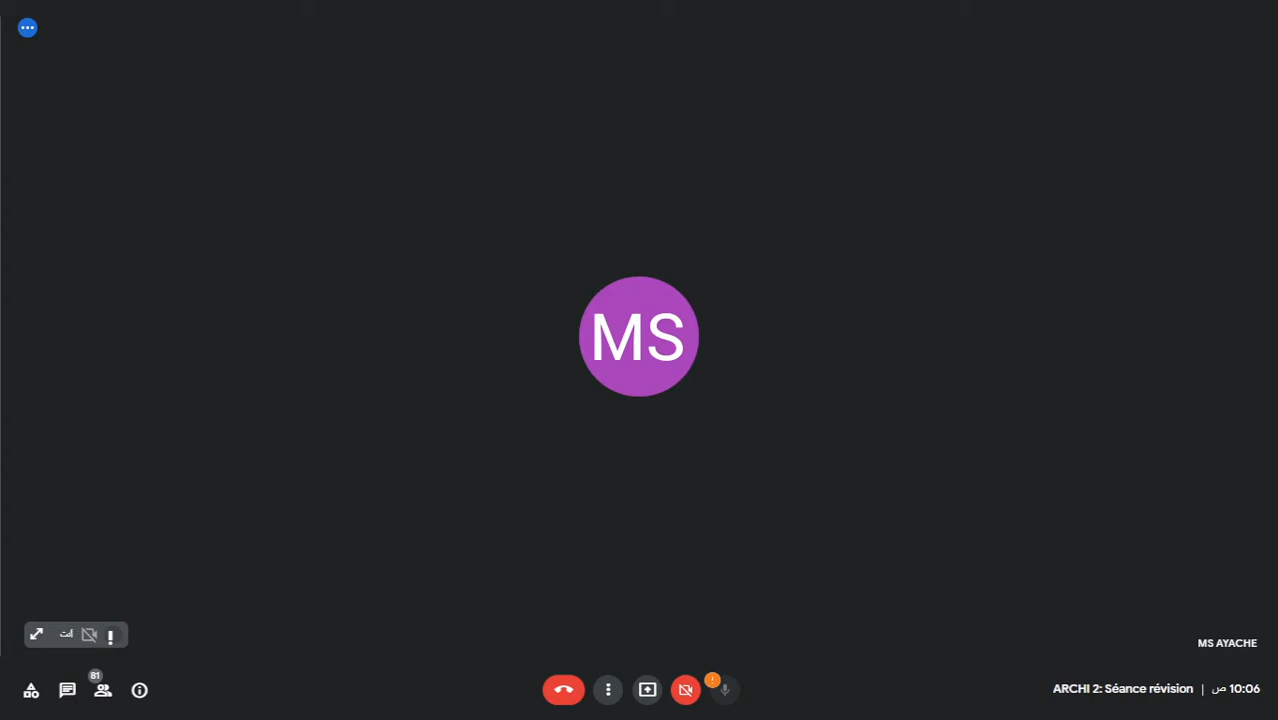 MS
أنت
MS AYACHE
81
ARCHI 2: Séance révision | 10:06 ص